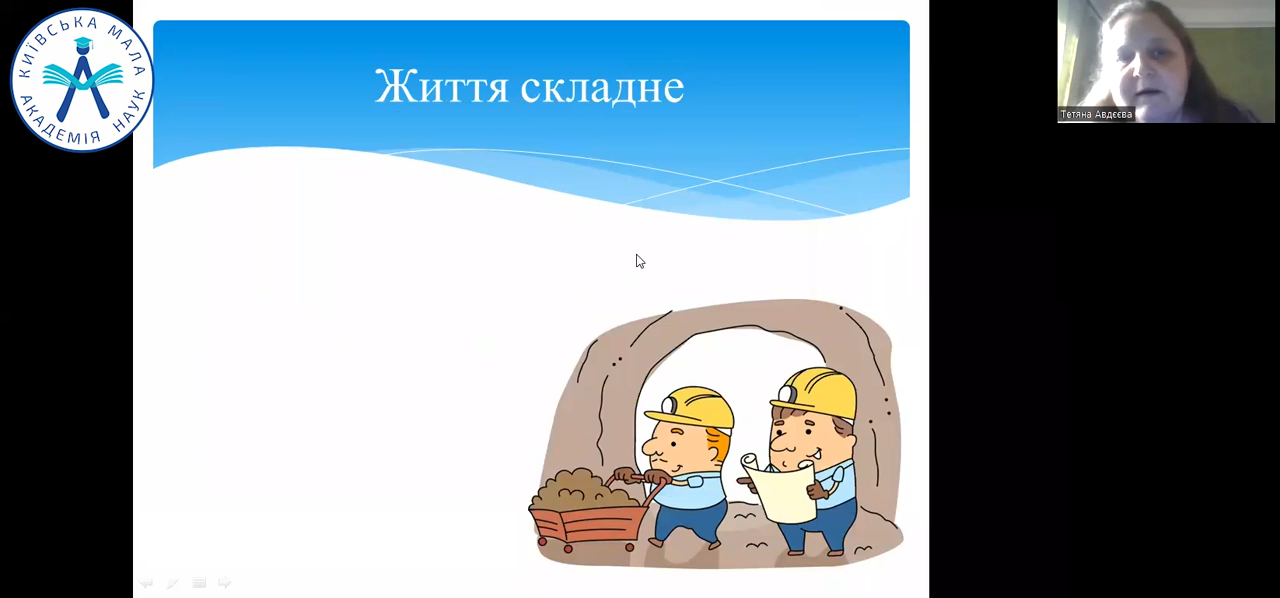 КИЇВСЬКА МАЛА
АКАДЕМІЯ НАУК
Життя складне
Тетяна Авдєєва